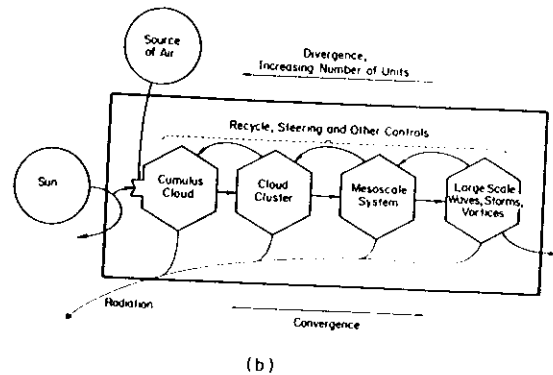 Source
of Air
Divergence,
Increasing Number of Units
Recycle, Steering and Other Controls
Sun
Cumulus
Cloud
Cloud
Cluster
Mesoscale
System
Large Scale
Waves, Storms,
Vortices
Radiation
Convergence
(b)